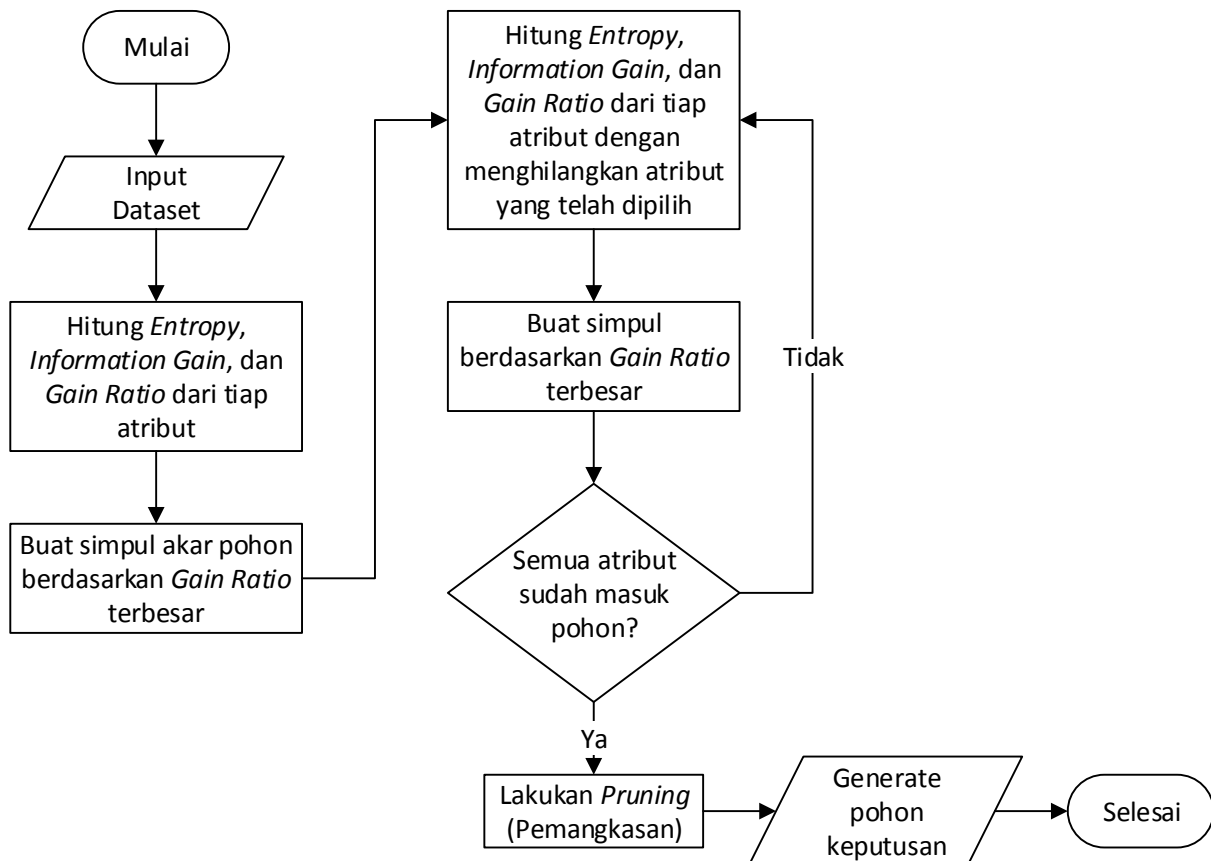 Mulai
Input
Dataset
Hitung Entropy,
Information Gain, dan
Gain Ratio dari tiap
atribut
Buat simpul akar pohon
berdasarkan Gain Ratio
terbesar
Hitung Entropy,
Information Gain, dan
Gain Ratio dari tiap
atribut dengan
menghilangkan atribut
yang telah dipilih
Buat simpul
berdasarkan Gain Ratio
terbesar
Tidak
Semua atribut
sudah masuk
pohon?
Ya
Lakukan Pruning
(Pemangkasan)
Generate
pohon
keputusan
Selesai